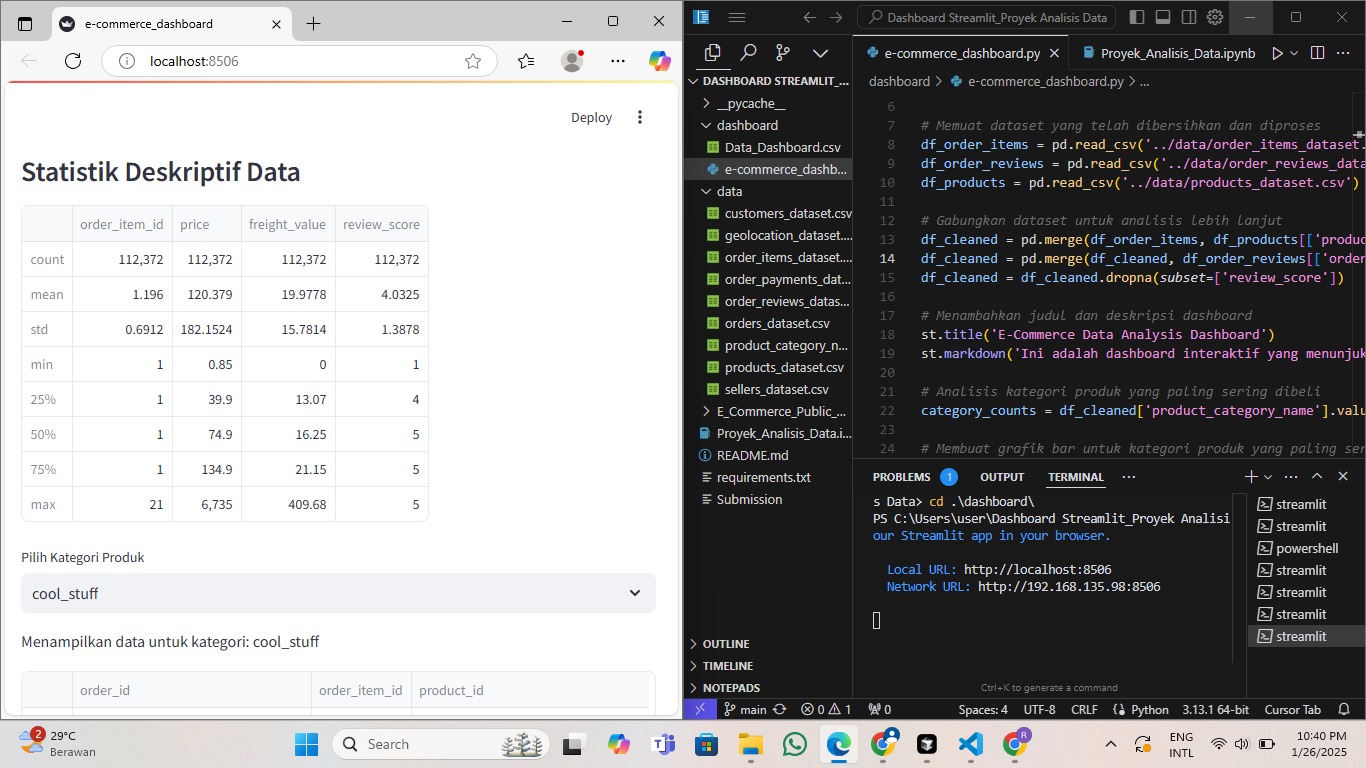 e-commerce_dashboard
localhost:8506
Deploy
Statistik Deskriptif Data
order_item_id price freight_value review_score
count 112,372 112,372 112,372 112,372
mean 1.196 120.379 19.9778 4.0325
std 0.6912 182.1524 15.7814 1.3878
min 1 0.85 0 1
25% 1 39.9 13.07 4
50% 1 74.9 16.25 5
75% 1 134.9 21.15 5
max 21 6,735 409.68 5
Pilih Kategori Produk
cool_stuff
Menampilkan data untuk kategori: cool_stuff
order_id order_item_id product_id
Dashboard Streamlit_Proyek Analisis Data
DASHBOARD STREAMLIT_...
__pycache__
dashboard
Data_Dashboard.csv
e-commerce_dashb...
data
customers_dataset.csv
geolocation_dataset....
order_items_dataset....
order_payments_dat...
order_reviews_datas...
orders_dataset.csv
product_category_n...
products_dataset.csv
sellers_dataset.csv
E_Commerce_Public_...
Proyek_Analisis_Data.i...
README.md
requirements.txt
Submission
OUTLINE
TIMELINE
NOTEPADS
e-commerce_dashboard.py
Proyek_Analisis_Data.ipynb
dashboard > e-commerce_dashboard.py > ...
6
7 # Memuat dataset yang telah dibersihkan dan diproses
8 df_order_items = pd.read_csv('../data/order_items_dataset.
9 df_order_reviews = pd.read_csv('../data/order_reviews_data
10 df_products = pd.read_csv('../data/products_dataset.csv')
11
12 # Gabungkan dataset untuk analisis lebih lanjut
13 df_cleaned = pd.merge(df_order_items, df_products[['produc
14 df_cleaned = pd.merge(df_cleaned, df_order_reviews[['order
15 df_cleaned = df_cleaned.dropna(subset=['review_score'])
16
17 # Menambahkan judul dan deskripsi dashboard
18 st.title('E-Commerce Data Analysis Dashboard')
19 st.markdown('Ini adalah dashboard interaktif yang menunjuk
20
21 # Analisis kategori produk yang paling sering dibeli
22 category_counts = df_cleaned['product_category_name'].valu
23
24 # Membuat grafik bar untuk kategori produk yang paling ser
PROBLEMS 1 OUTPUT TERMINAL ...
s Data> cd .\dashboard\
PS C:\Users\user\Dashboard Streamlit_Proyek Analisi
our Streamlit app in your browser.
Local URL: http://localhost:8506
Network URL: http://192.168.135.98:8506
streamlit
streamlit
powershell
streamlit
streamlit
streamlit
streamlit
Ctrl+K to generate a command
main 0 1 0 Spaces: 4 UTF-8 CRLF Python 3.13.1 64-bit Cursor Tab
2
29°C
Berawan
Search
ENG
INTL
10:40 PM
1/26/2025